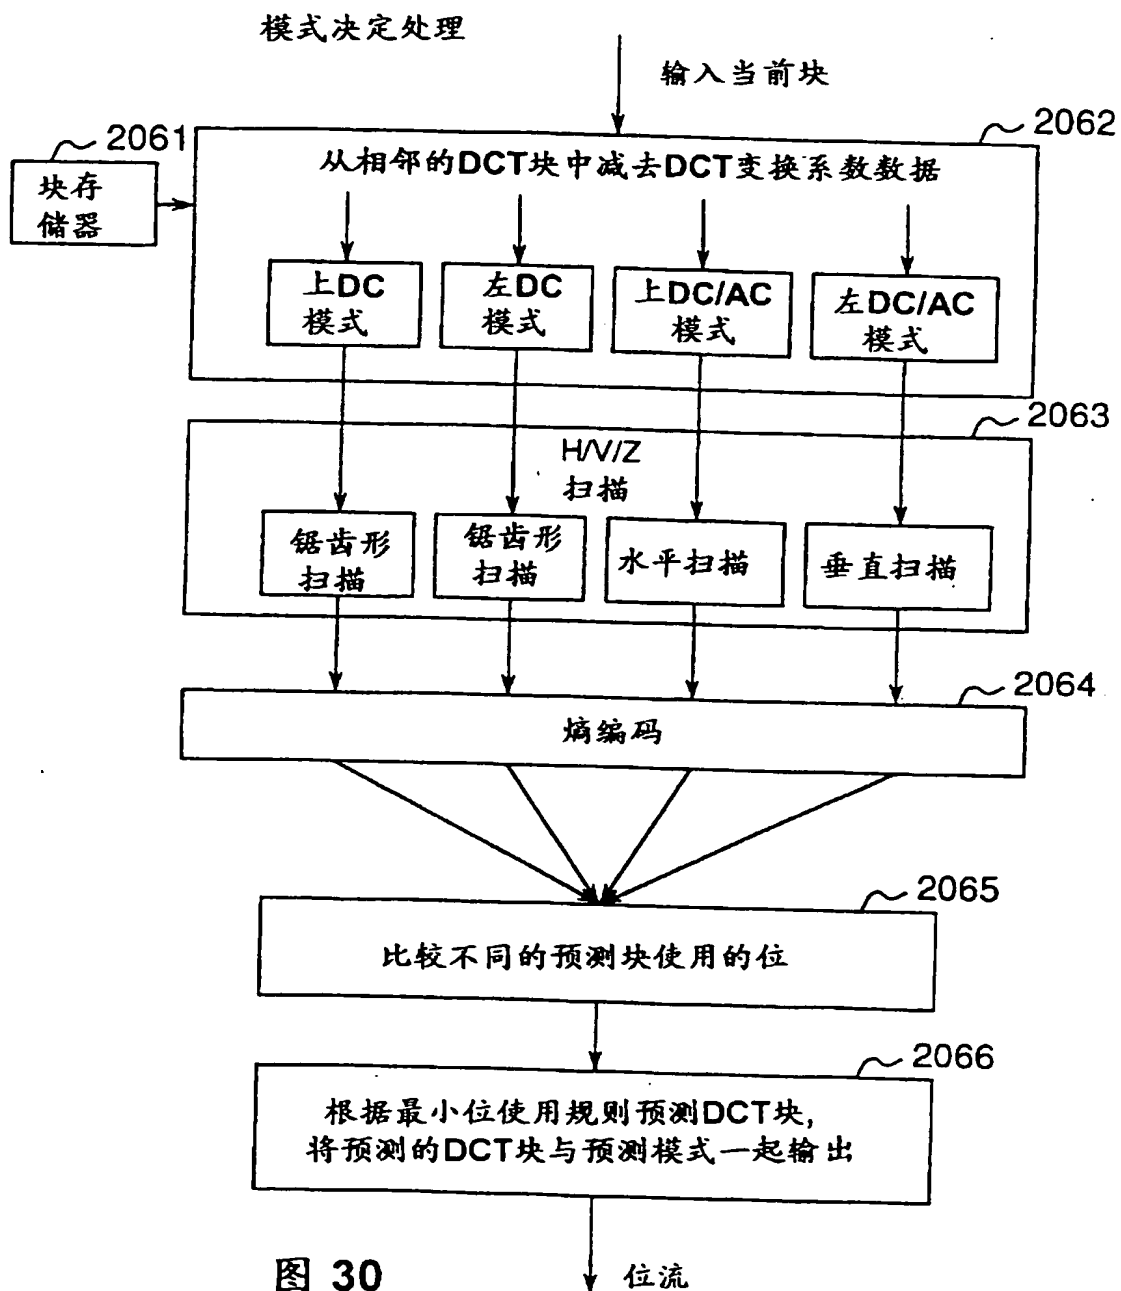 模式决定处理
输入当前块
2061
2062
块存
储器
从相邻的DCT块中减去DCT变换系数数据
上DC
模式
左DC
模式
上DC/AC
模式
左DC/AC
模式
2063
H/V/Z
扫描
锯齿形
扫描
锯齿形
扫描
水平扫描
垂直扫描
2064
熵编码
2065
比较不同的预测块使用的位
2066
根据最小位使用规则预测DCT块,
将预测的DCT块与预测模式一起输出
图 30
位流